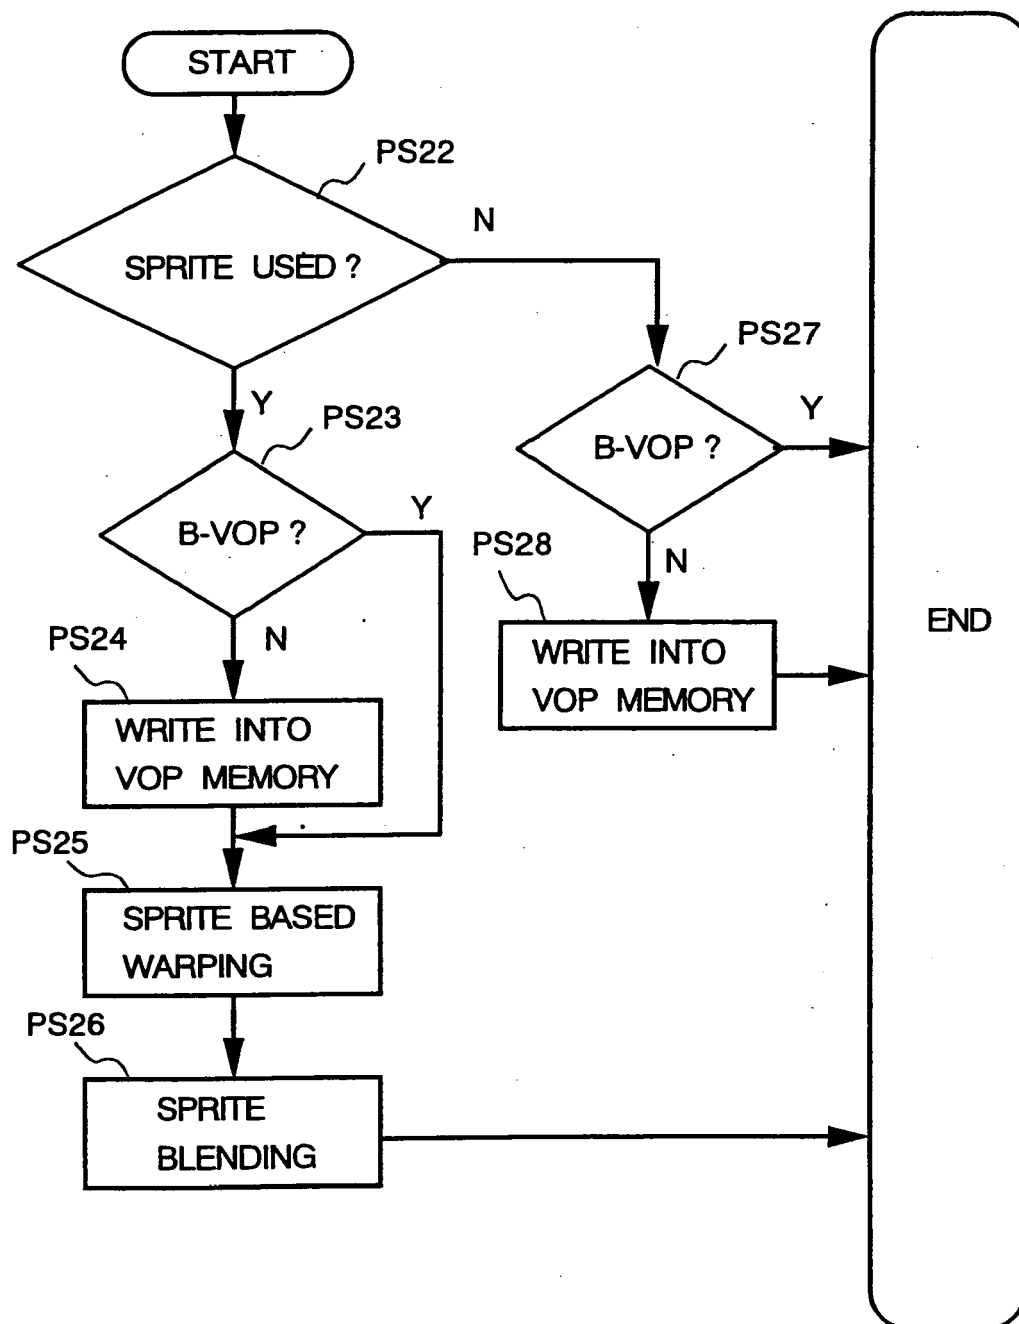 START
PS22
N
SPRITE USED ?
PS27
Y
PS23
Y
B-VOP ?
Y
B-VOP ?
PS28
N
PS24
N
WRITE INTO
VOP MEMORY
END
WRITE INTO
VOP MEMORY
PS25
SPRITE BASED
WARPING
PS26
SPRITE
BLENDING